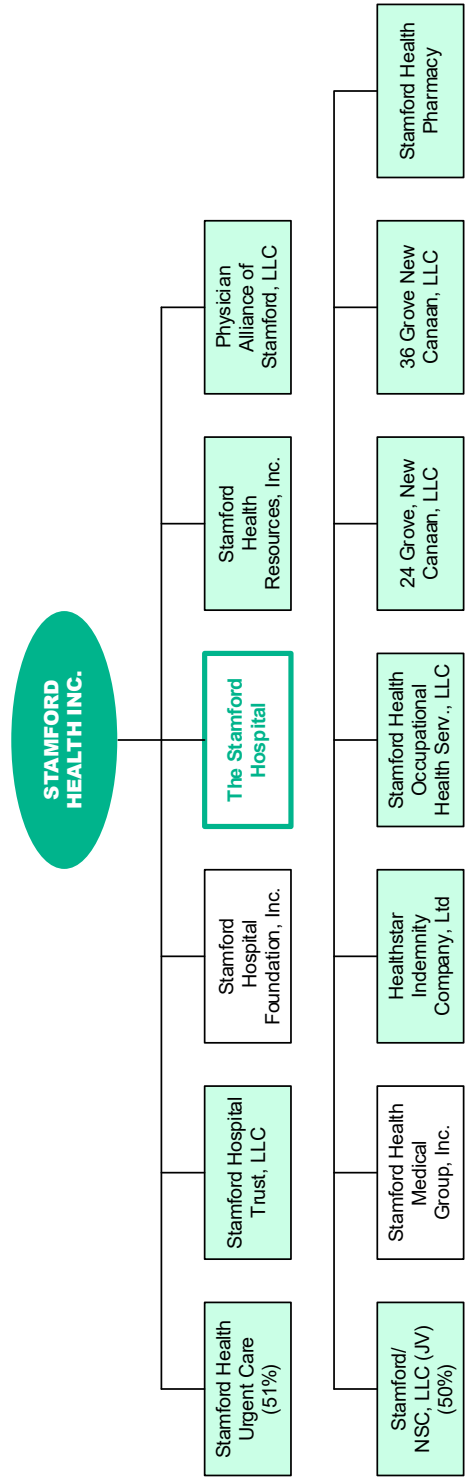 STAMFORD
HEALTH INC.
Stamford Health
Urgent Care
(51%)
Stamford Hospital
Trust, LLC
Stamford
Hospital
Foundation, Inc.
The Stamford
Hospital
Stamford
Health
Resources, Inc.
Physician
Alliance of
Stamford, LLC
Stamford/
NSC, LLC (JV)
(50%)
Stamford Health
Medical
Group, Inc.
Healthstar
Indemnity
Company, Ltd
Stamford Health
Occupational
Health Serv., LLC
24 Grove, New
Canaan, LLC
36 Grove New
Canaan, LLC
Stamford Health
Pharmacy